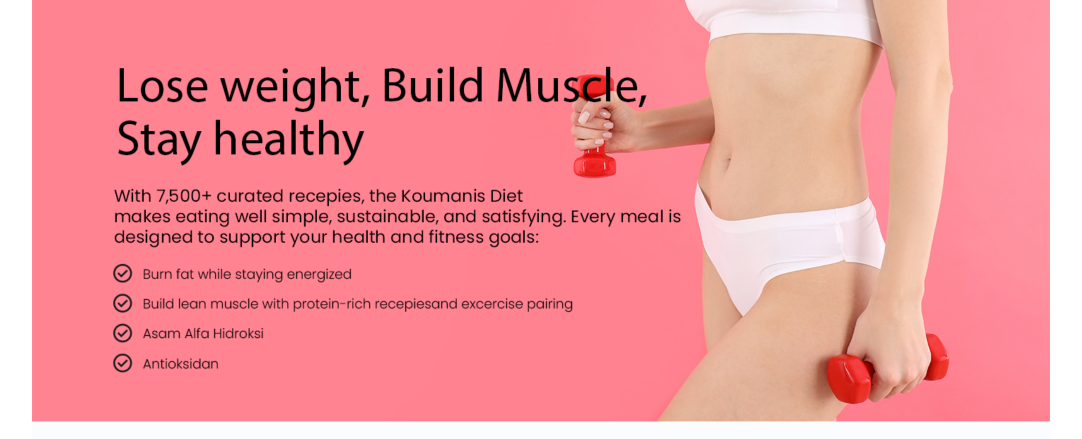 Lose weight, Build Muscle,
Stay healthy
With 7,500+ curated recepies, the Koumanis Diet
makes eating well simple, sustainable, and satisfying. Every meal is
designed to support your health and fitness goals:
Burn fat while staying energized
Build lean muscle with protein-rich recepiesand excercise pairing
Asam Alfa Hidroksi
Antioksidan